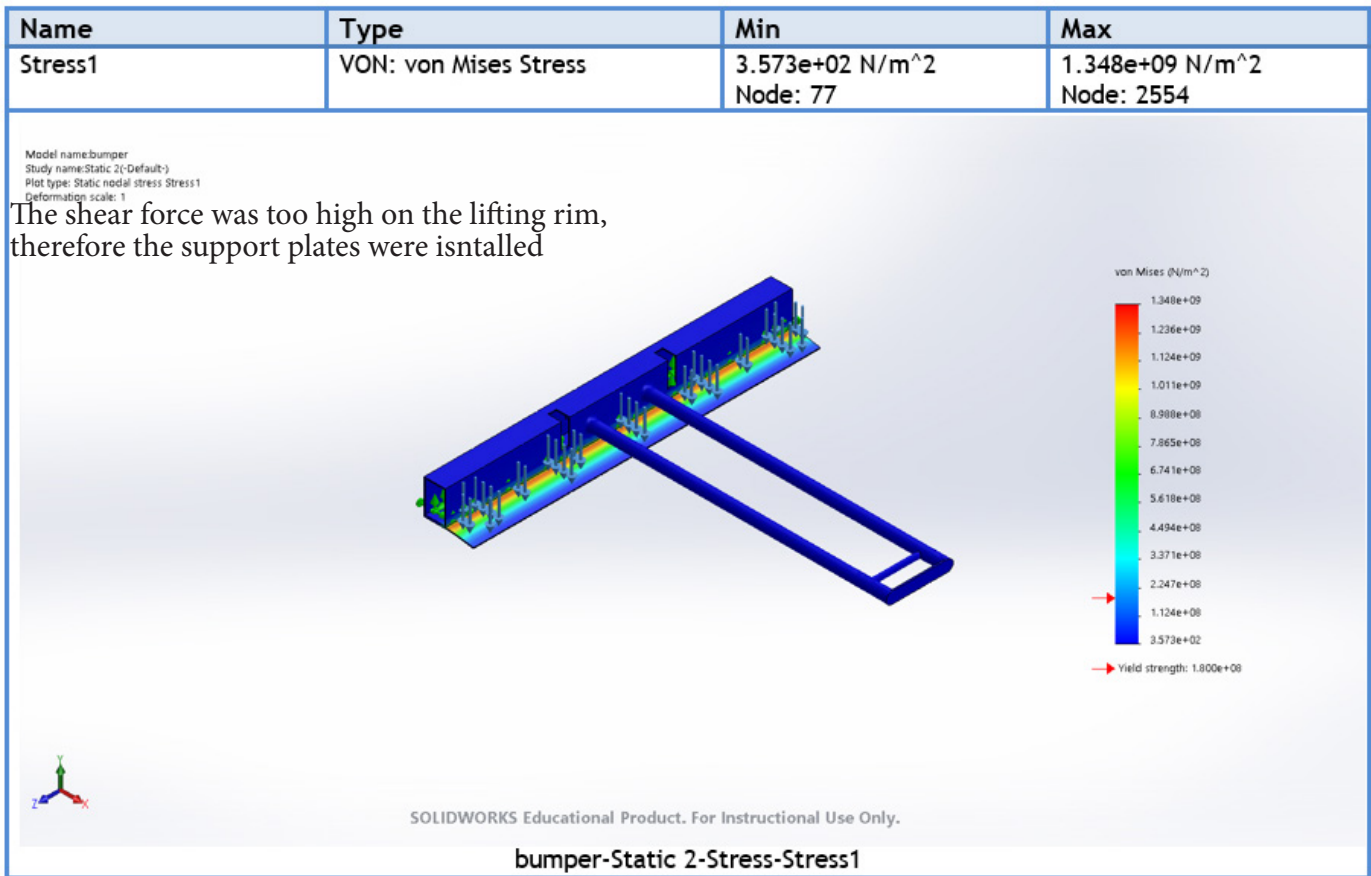 Name Type Min Max
Stress1 VON: von Mises Stress 3.573e+02 N/m^2 1.348e+09 N/m^2
Node: 77 Node: 2554
Model name:bumper
Study name:Static 2(-Default-)
Plot type: Static nodal stress Stress1
Deformation scale: 1
The shear force was too high on the lifting rim,
therefore the support plates were isntalled
von Mises (N/m^2)
1.348e+09
1.236e+09
1.124e+09
1.011e+09
8.988e+08
7.865e+08
6.741e+08
5.618e+08
4.494e+08
3.371e+08
2.247e+08
1.124e+08
3.573e+02
Yield strength: 1.800e+08
Y
Z X
SOLIDWORKS Educational Product. For Instructional Use Only.
bumper-Static 2-Stress-Stress1